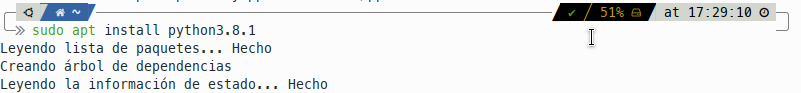 ~ ✔ 51% at 17:29:10
sudo apt install python3.8.1
Leyendo lista de paquetes... Hecho
Creando árbol de dependencias
Leyendo la información de estado... Hecho